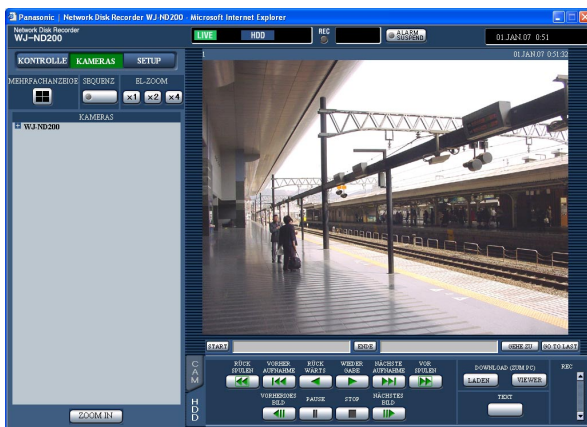 Panasonic | Network Disk Recorder WJ-ND200 - Microsoft Internet Explorer
Network Disk Recorder
WJ-ND200
LIVE HDD REC ALARM SUSPEND 01.JAN.07 0:51
KONTROLLE KAMERAS SETUP
1 01.JAN.07 0:51:32
MEHRFACHANZEIGE SEQUENZ EL-ZOOM
x1 x2 x4
KAMERAS
WJ-ND200
START ENDE GEHE ZU GO TO LAST
CAM
HDD
RÜCK SPULEN VORHER AUFNAHME RÜCK WÄRTS WIEDER GABE NÄCHSTE AUFNAHME VOR SPULEN
DOWNLOAD (ZUM PC) REC
LADEN VIEWER
VORHERIGES BILD PAUSE STOP NÄCHSTES BILD
TEXT
ZOOM IN